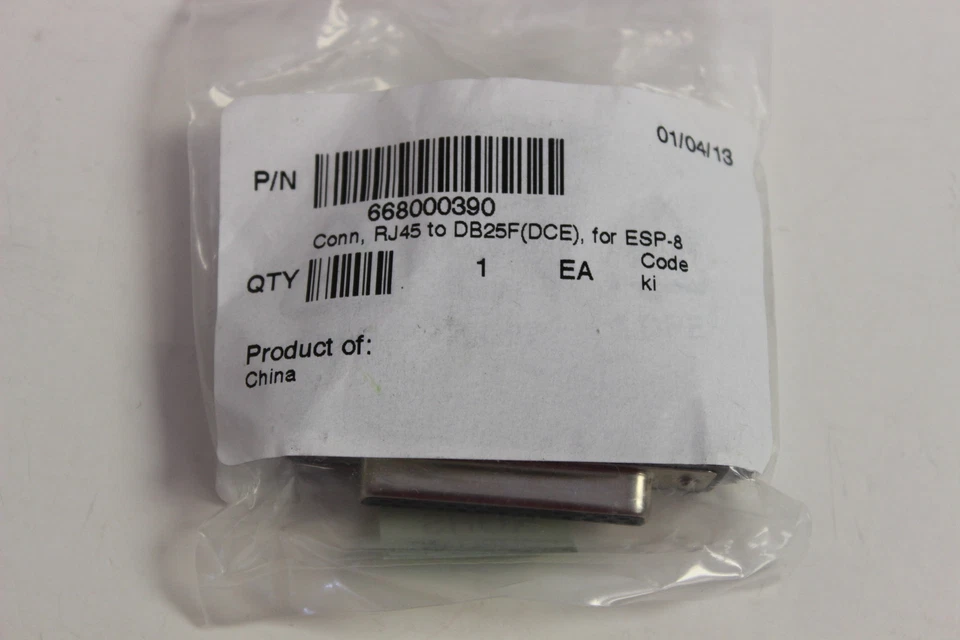 01/04/13
P/N
668000390
Conn, RJ45 to DB25F(DCE), for ESP-8
QTY 1 EA Code
ki
Product of:
China